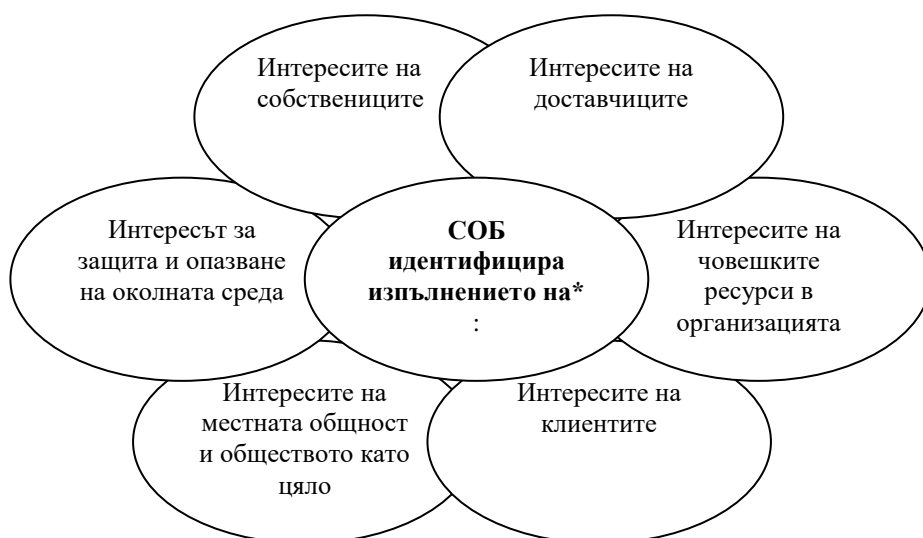 Интересите на
собствениците
Интересите на
доставчиците
Интересът за
защита и опазване
на околната среда
СОБ
идентифицира
изпълнението на*
:
Интересите на
човешките
ресурси в
организацията
Интересите на
местната общност
и обществото като
цяло
Интересите на
клиентите